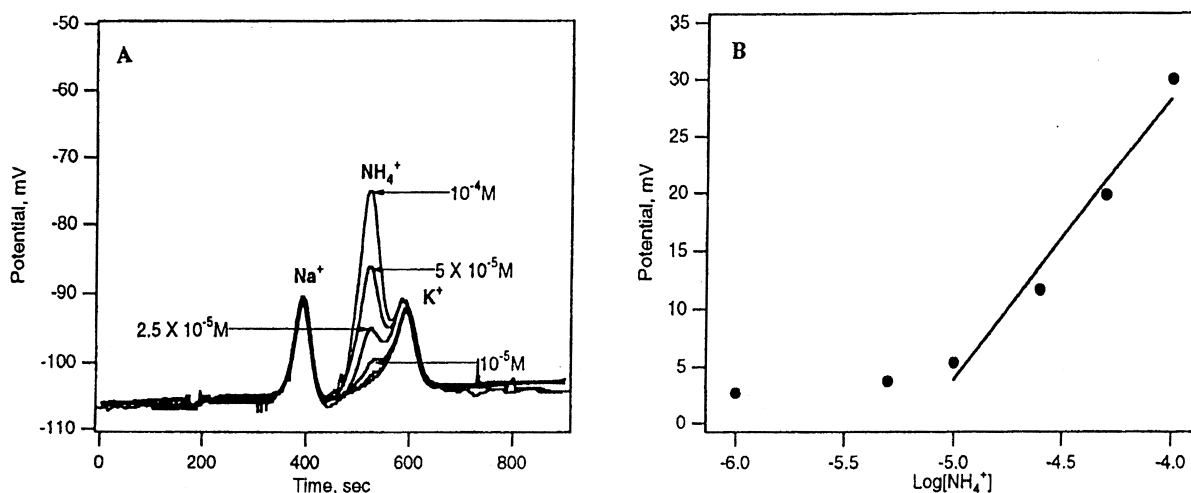 A
-50
-60
-70
-80
-90
-100
-110
Potential, mV
0
200
400
600
800
Time, sec
Na⁺
NH₄⁺
K⁺
10⁻⁴M
5 X 10⁻⁵M
2.5 X 10⁻⁵M
10⁻⁵M
B
35
30
25
20
15
10
5
0
Potential, mV
-6.0
-5.5
-5.0
-4.5
-4.0
Log[NH₄⁺]